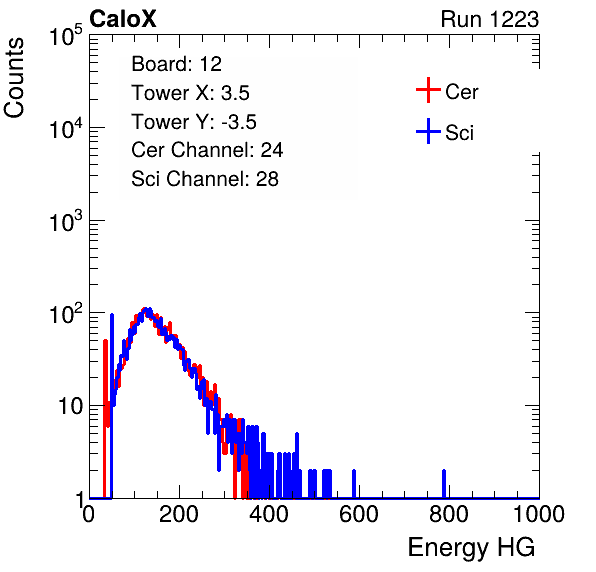 CaloX Run 1223
Counts
Board: 12
Tower X: 3.5
Tower Y: -3.5
Cer Channel: 24
Sci Channel: 28
Cer
Sci
10^5
10^4
10^3
10^2
10
1
0 200 400 600 800 1000
Energy HG